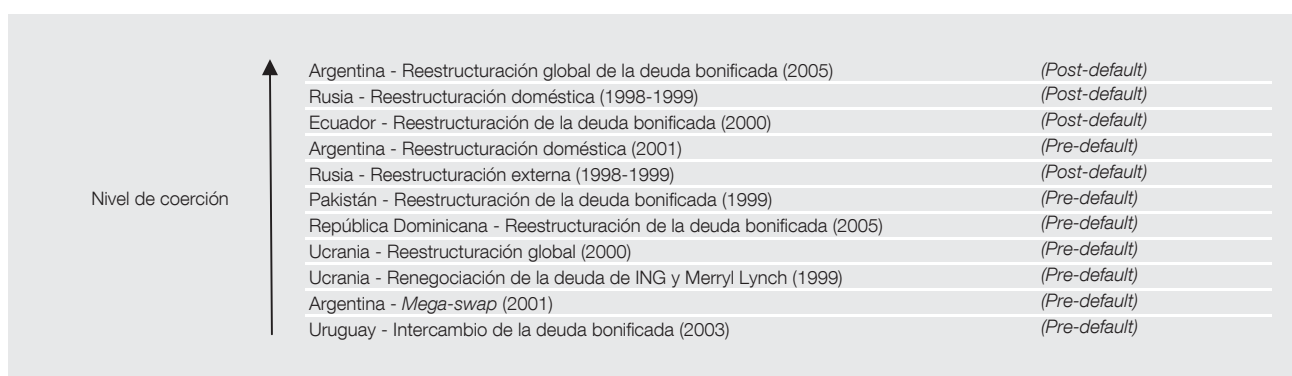 Argentina - Reestructuración global de la deuda bonificada (2005) (Post-default)
Rusia - Reestructuración doméstica (1998-1999) (Post-default)
Ecuador - Reestructuración de la deuda bonificada (2000) (Post-default)
Argentina - Reestructuración doméstica (2001) (Pre-default)
Rusia - Reestructuración externa (1998-1999) (Post-default)
Nivel de coerción Pakistán - Reestructuración de la deuda bonificada (1999) (Pre-default)
República Dominicana - Reestructuración de la deuda bonificada (2005) (Pre-default)
Ucrania - Reestructuración global (2000) (Pre-default)
Ucrania - Renegociación de la deuda de ING y Merryl Lynch (1999) (Pre-default)
Argentina - Mega-swap (2001) (Pre-default)
Uruguay - Intercambio de la deuda bonificada (2003) (Pre-default)